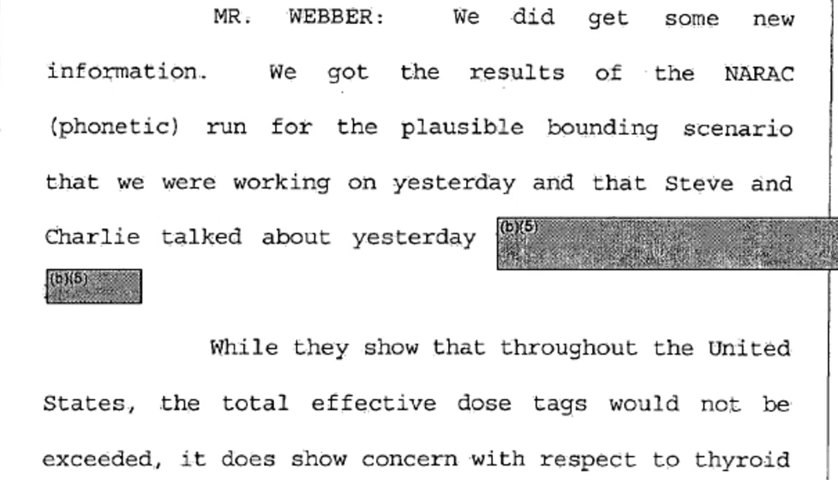 MR. WEBBER: We did get some new
information. We got the results of the NARAC
(phonetic) run for the plausible bounding scenario
that we were working on yesterday and that Steve and
Charlie talked about yesterday (b)(5)
(b)(5)
While they show that throughout the United
States, the total effective dose tags would not be
exceeded, it does show concern with respect to thyroid